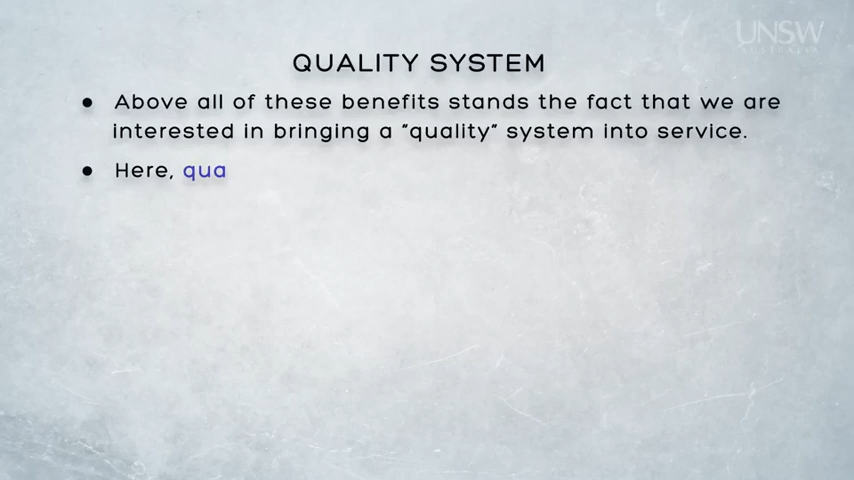 UNSW
AUSTRALIA
QUALITY SYSTEM
● Above all of these benefits stands the fact that we are
interested in bringing a “quality” system into service.
● Here, qua